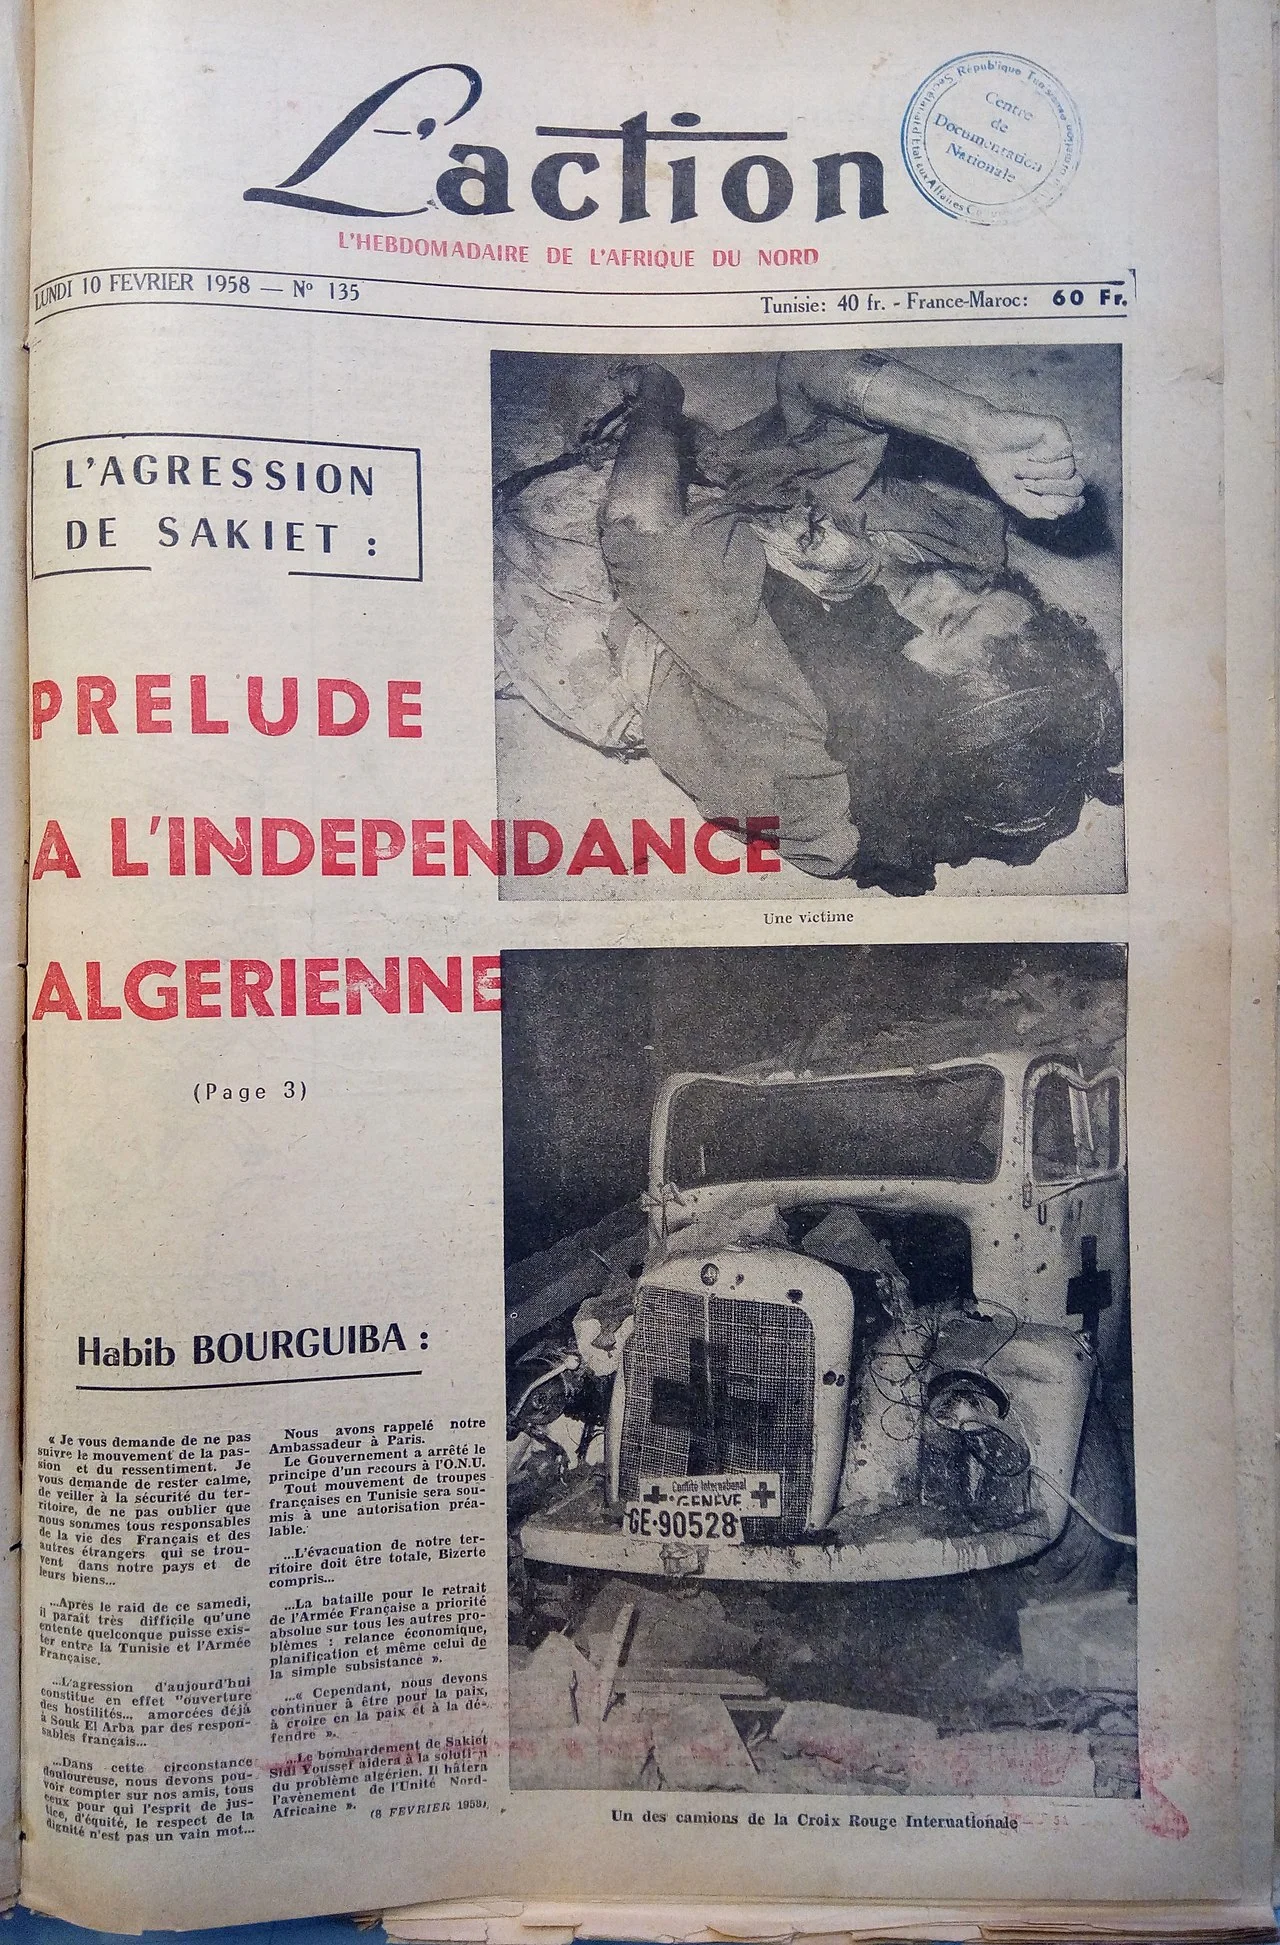 L'action
République Tunisienne
Secrétariat d'Etat aux Affaires
Centre
de
Documentation
Nationale
L'HEBDOMADAIRE DE L'AFRIQUE DU NORD
LUNDI 10 FEVRIER 1958 — N° 135
Tunisie: 40 fr. - France-Maroc: 60 Fr.
L'AGRESSION
DE SAKIET :
PRELUDE
A L'INDEPENDANCE
ALGERIENNE
(Page 3)
Une victime
Habib BOURGUIBA :
« Je vous demande de ne pas
suivre le mouvement de la pas-
sion et du ressentiment. Je
vous demande de rester calme,
de veiller à la sécurité du ter-
ritoire, de ne pas oublier que
nous sommes tous responsables
de la vie des Français et des
autres étrangers qui se trou-
vent dans notre pays et de
leurs biens...
...Après le raid de ce samedi,
il paraît très difficile qu'une
entente quelconque puisse exis-
ter entre la Tunisie et l'Armée
Française.
...L'agression d'aujourd'hui
constitue en effet "ouverture
des hostilités... amorcées déjà
à Souk El Arba par des respon-
sables français...
...Dans cette circonstance
douloureuse, nous devons pou-
voir compter sur nos amis, tous
ceux pour qui l'esprit de jus-
tice, d'équité, le respect de la
dignité n'est pas un vain mot...
Nous avons rappelé notre
Ambassadeur à Paris.
Le Gouvernement a arrêté le
principe d'un recours à l'O.N.U.
Tout mouvement de troupes
françaises en Tunisie sera sou-
mis à une autorisation préa-
lable.
...L'évacuation de notre ter-
ritoire doit être totale, Bizerte
compris...
...La bataille pour le retrait
de l'Armée Française a priorité
absolue sur tous les autres pro-
blèmes : relance économique,
planification et même celui de
la simple subsistance ».
...« Cependant, nous devons
continuer à être pour la paix,
à croire en la paix et à la dé-
fendre ».
...Le bombardement de Sakiet
Sidi Youssef aidera à la solution
du problème algérien. Il hâtera
l'avènement de l'Unité Nord-
Africaine ».
(8 FEVRIER 1958).
Comité International
GENÈVE
GE·90528
Un des camions de la Croix Rouge Internationale